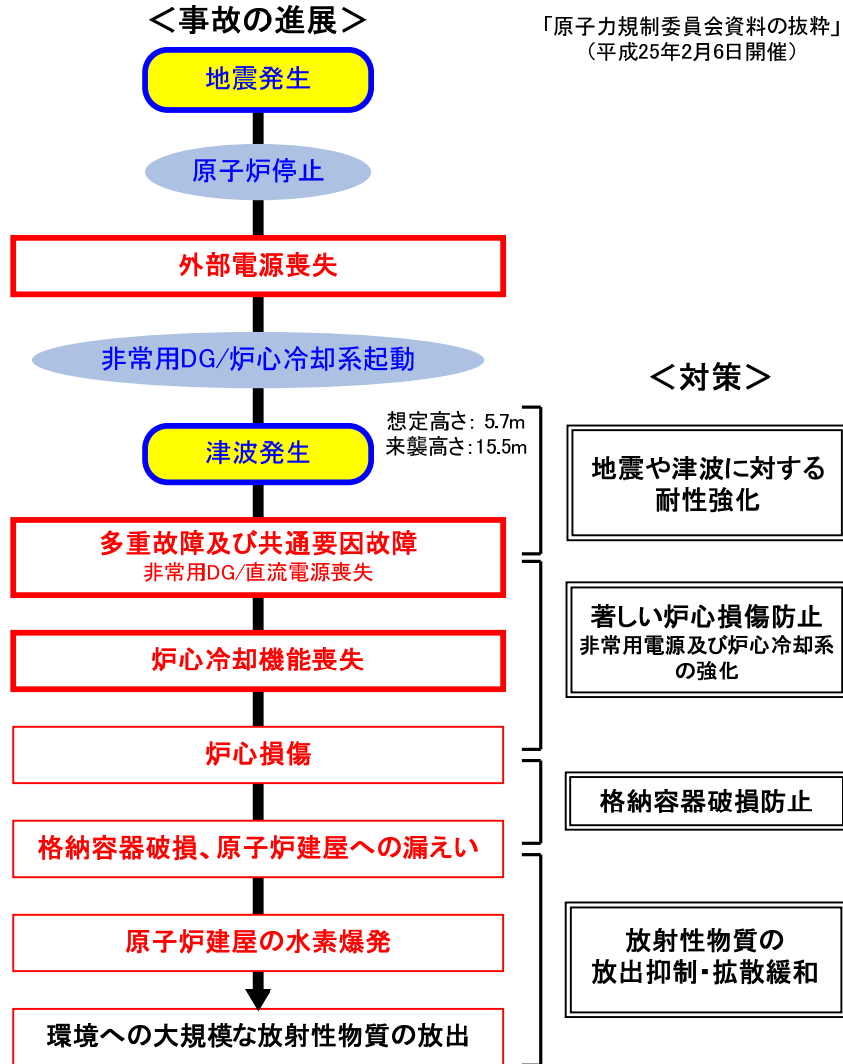 ＜事故の進展＞
「原子力規制委員会資料の抜粋」
（平成25年2月6日開催）
地震発生
原子炉停止
外部電源喪失
非常用DG/炉心冷却系起動
＜対策＞
想定高さ： 5.7m
来襲高さ：15.5m
津波発生
地震や津波に対する
耐性強化
多重故障及び共通要因故障
非常用DG/直流電源喪失
著しい炉心損傷防止
非常用電源及び炉心冷却系
の強化
炉心冷却機能喪失
炉心損傷
格納容器破損防止
格納容器破損、原子炉建屋への漏えい
原子炉建屋の水素爆発
放射性物質の
放出抑制・拡散緩和
環境への大規模な放射性物質の放出